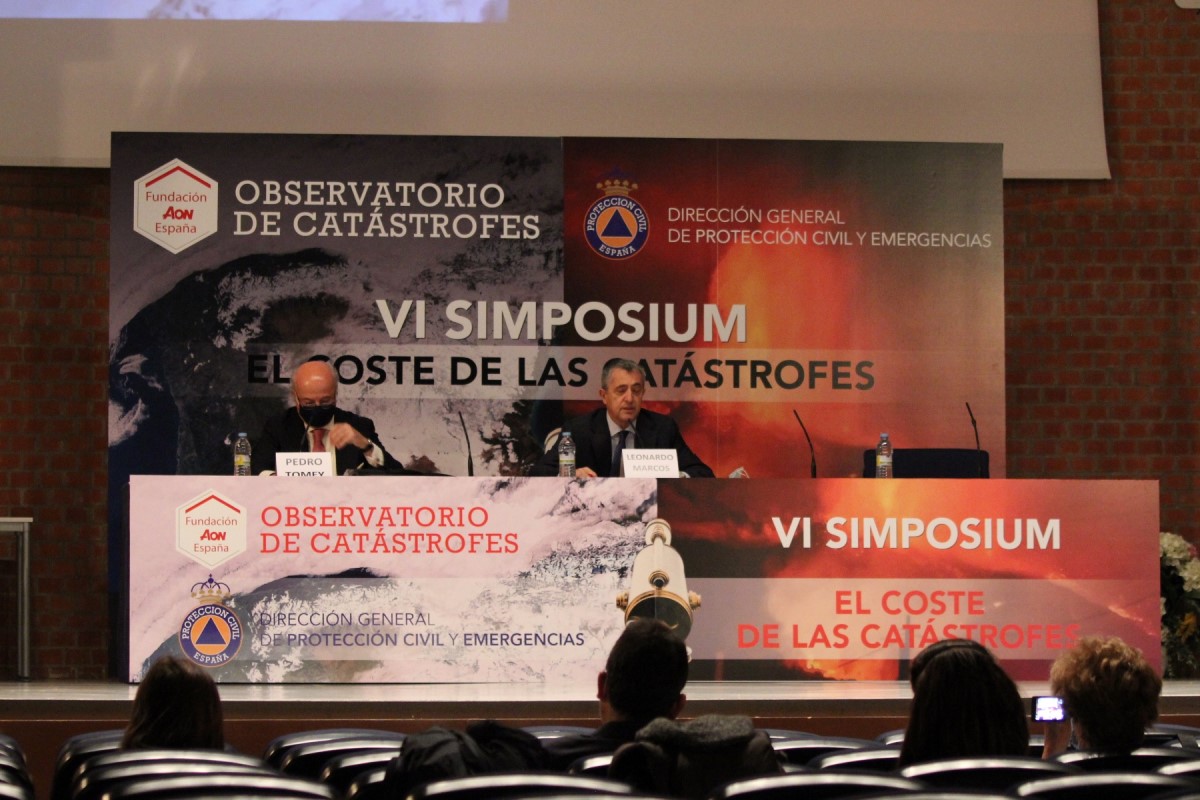 Fundación
AON
España
OBSERVATORIO
DE CATÁSTROFES
PROTECCIÓN CIVIL
ESPAÑA
DIRECCIÓN GENERAL
DE PROTECCIÓN CIVIL Y EMERGENCIAS
VI SIMPOSIUM
EL COSTE DE LAS CATÁSTROFES
PEDRO
TOMEY
LEONARDO
MARCOS
Fundación
AON
España
OBSERVATORIO
DE CATÁSTROFES
PROTECCION CIVIL
ESPAÑA
DIRECCIÓN GENERAL
DE PROTECCIÓN CIVIL Y EMERGENCIAS
VI SIMPOSIUM
EL COSTE
DE LAS CATÁSTROFES